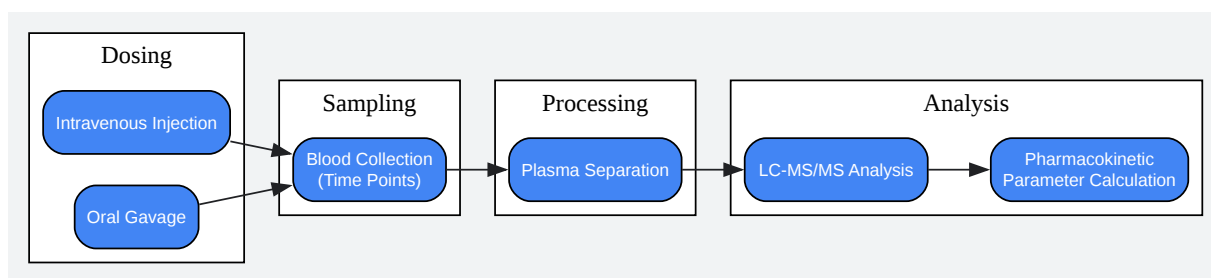 Dosing
Intravenous Injection
Oral Gavage
Sampling
Blood Collection
(Time Points)
Processing
Plasma Separation
Analysis
LC-MS/MS Analysis
Pharmacokinetic
Parameter Calculation